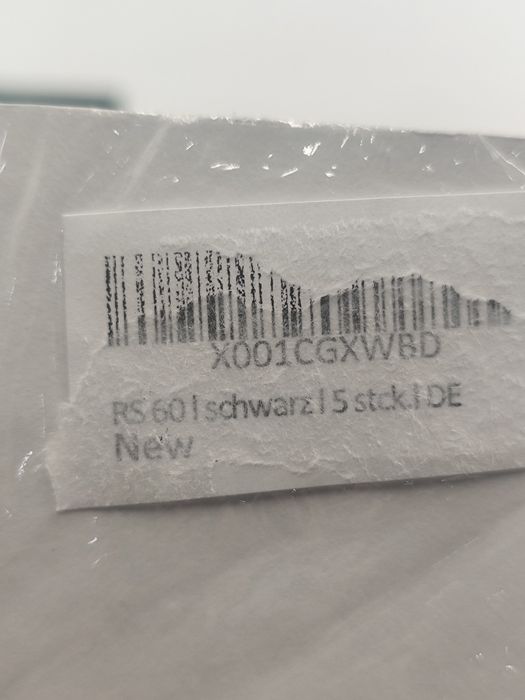 X001CGXWBD
RS 60 | schwarz | 5 stck. | DE
New